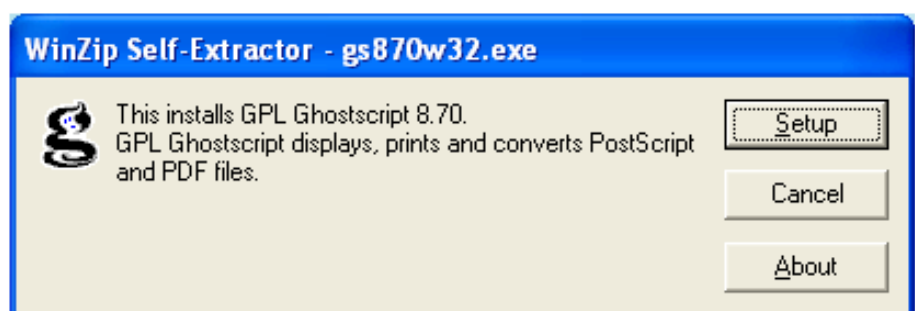 WinZip Self-Extractor - gs870w32.exe
This installs GPL Ghostscript 8.70.
GPL Ghostscript displays, prints and converts PostScript
and PDF files.
Setup
Cancel
About